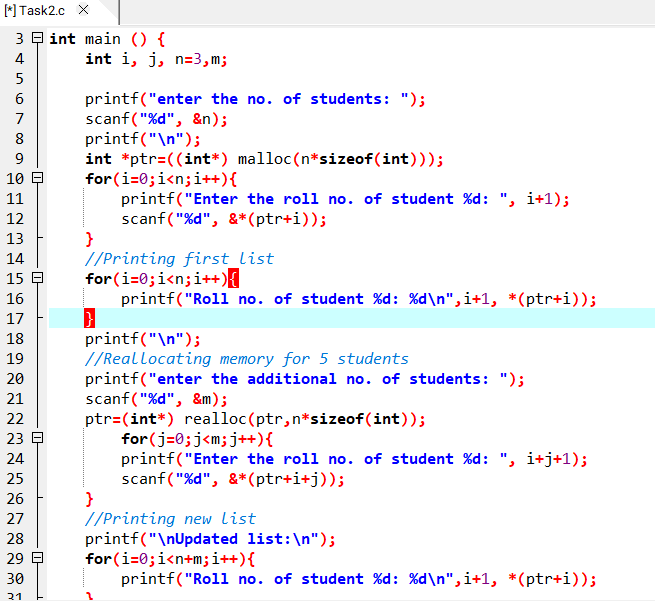 [*] Task2.c ✕
3 int main () {
4 int i, j, n=3,m;
5
6 printf("enter the no. of students: ");
7 scanf("%d", &n);
8 printf("\n");
9 int *ptr=((int*) malloc(n*sizeof(int)));
10 for(i=0;i<n;i++){
11 printf("Enter the roll no. of student %d: ", i+1);
12 scanf("%d", &*(ptr+i));
13 }
14 //Printing first list
15 for(i=0;i<n;i++){
16 printf("Roll no. of student %d: %d\n",i+1, *(ptr+i));
17 }
18 printf("\n");
19 //Reallocating memory for 5 students
20 printf("enter the additional no. of students: ");
21 scanf("%d", &m);
22 ptr=(int*) realloc(ptr,n*sizeof(int));
23 for(j=0;j<m;j++){
24 printf("Enter the roll no. of student %d: ", i+j+1);
25 scanf("%d", &*(ptr+i+j));
26 }
27 //Printing new list
28 printf("\nUpdated list:\n");
29 for(i=0;i<n+m;i++){
30 printf("Roll no. of student %d: %d\n",i+1, *(ptr+i));
31 }